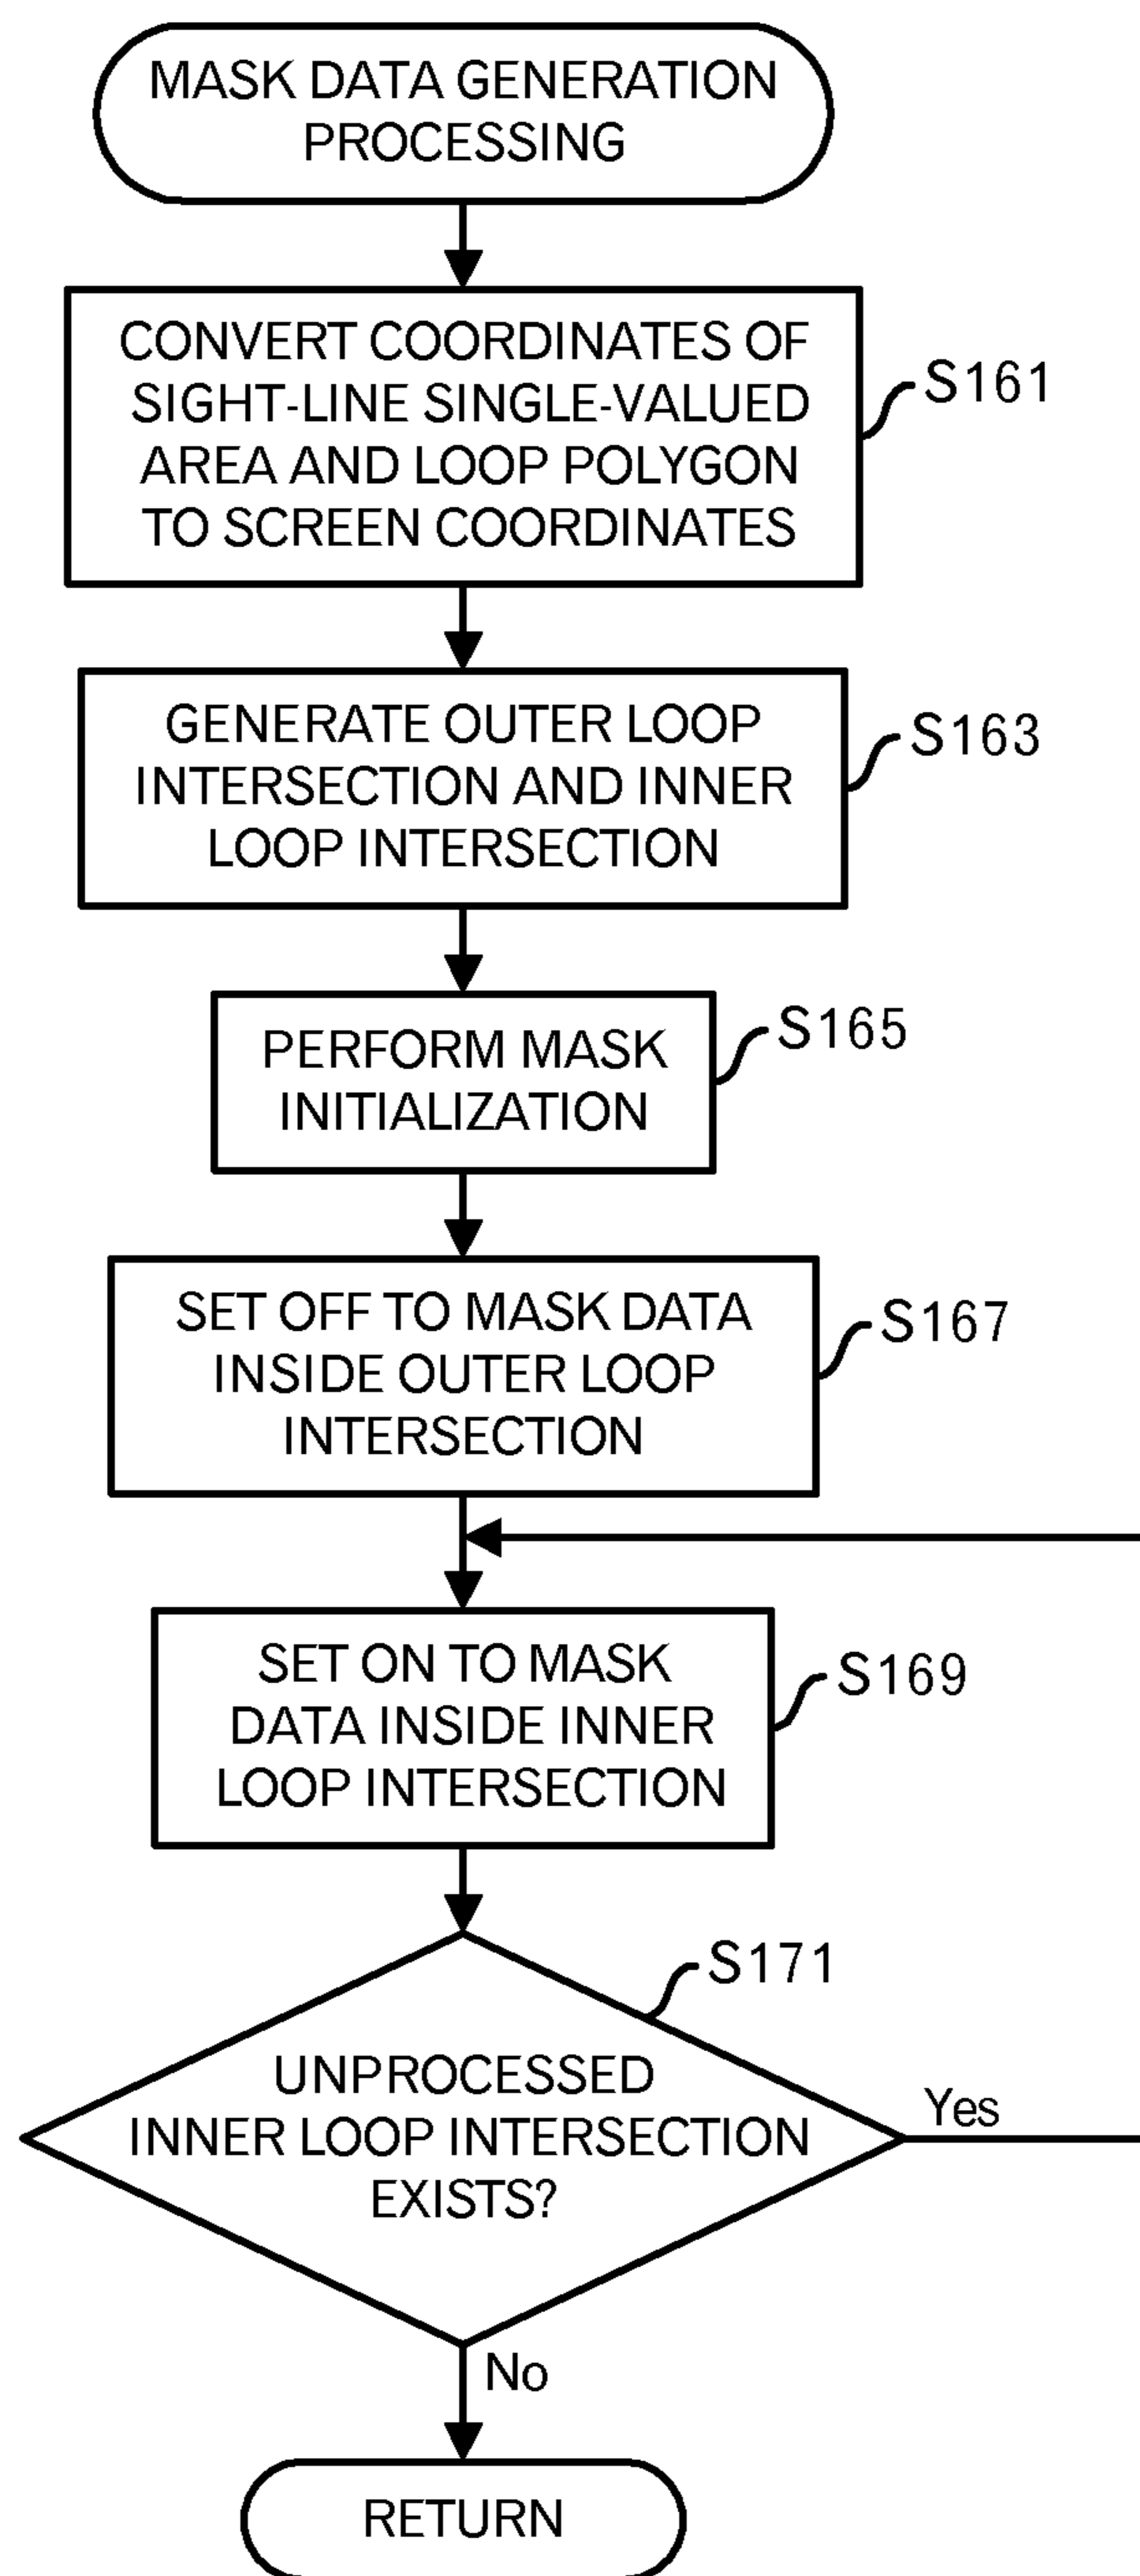 MASK DATA GENERATION
PROCESSING
CONVERT COORDINATES OF
SIGHT-LINE SINGLE-VALUED
AREA AND LOOP POLYGON
TO SCREEN COORDINATES
S161
GENERATE OUTER LOOP
INTERSECTION AND INNER
LOOP INTERSECTION
S163
PERFORM MASK
INITIALIZATION
S165
SET OFF TO MASK DATA
INSIDE OUTER LOOP
INTERSECTION
S167
SET ON TO MASK
DATA INSIDE INNER
LOOP INTERSECTION
S169
S171
UNPROCESSED
INNER LOOP INTERSECTION
EXISTS?
Yes
No
RETURN